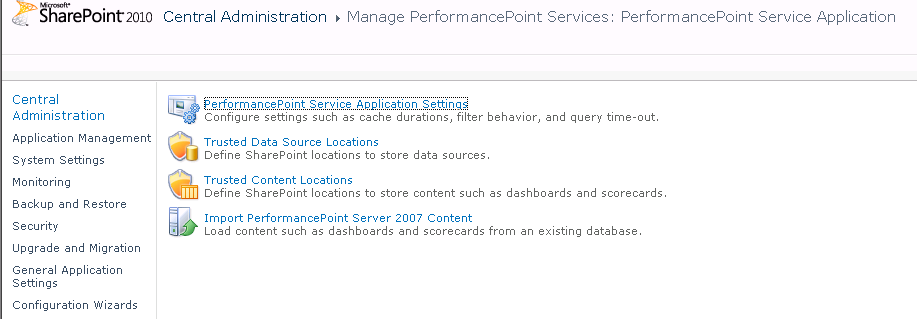 Microsoft®
SharePoint 2010
Central Administration ▸ Manage PerformancePoint Services: PerformancePoint Service Application
Central
Administration
Application Management
System Settings
Monitoring
Backup and Restore
Security
Upgrade and Migration
General Application
Settings
Configuration Wizards
PerformancePoint Service Application Settings
Configure settings such as cache durations, filter behavior, and query time-out.
Trusted Data Source Locations
Define SharePoint locations to store data sources.
Trusted Content Locations
Define SharePoint locations to store content such as dashboards and scorecards.
Import PerformancePoint Server 2007 Content
Load content such as dashboards and scorecards from an existing database.